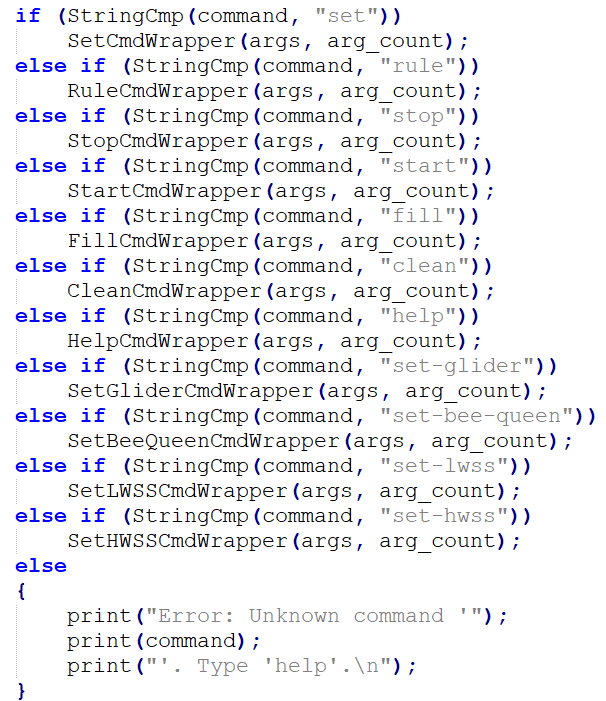 if (StringCmp(command, "set"))
    SetCmdWrapper(args, arg_count);
else if (StringCmp(command, "rule"))
    RuleCmdWrapper(args, arg_count);
else if (StringCmp(command, "stop"))
    StopCmdWrapper(args, arg_count);
else if (StringCmp(command, "start"))
    StartCmdWrapper(args, arg_count);
else if (StringCmp(command, "fill"))
    FillCmdWrapper(args, arg_count);
else if (StringCmp(command, "clean"))
    CleanCmdWrapper(args, arg_count);
else if (StringCmp(command, "help"))
    HelpCmdWrapper(args, arg_count);
else if (StringCmp(command, "set-glider"))
    SetGliderCmdWrapper(args, arg_count);
else if (StringCmp(command, "set-bee-queen"))
    SetBeeQueenCmdWrapper(args, arg_count);
else if (StringCmp(command, "set-lwss"))
    SetLWSSCmdWrapper(args, arg_count);
else if (StringCmp(command, "set-hwss"))
    SetHWSSCmdWrapper(args, arg_count);
else
{
    print("Error: Unknown command '");
    print(command);
    print("'. Type 'help'.\n");
}